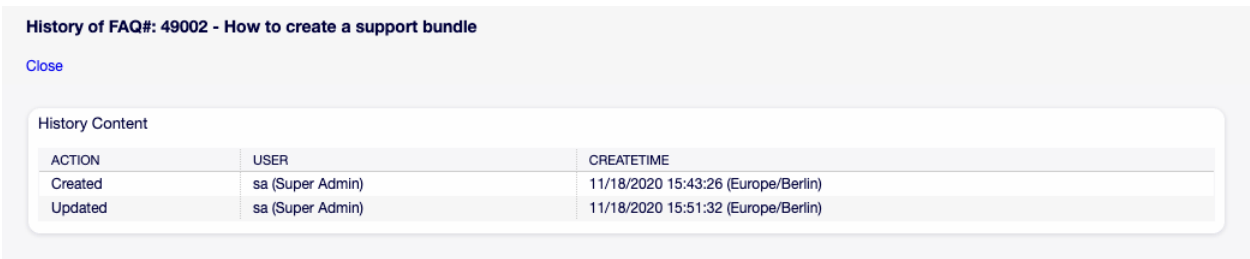 History of FAQ#: 49002 - How to create a support bundle
Close
History Content
ACTION USER CREATETIME
Created sa (Super Admin) 11/18/2020 15:43:26 (Europe/Berlin)
Updated sa (Super Admin) 11/18/2020 15:51:32 (Europe/Berlin)